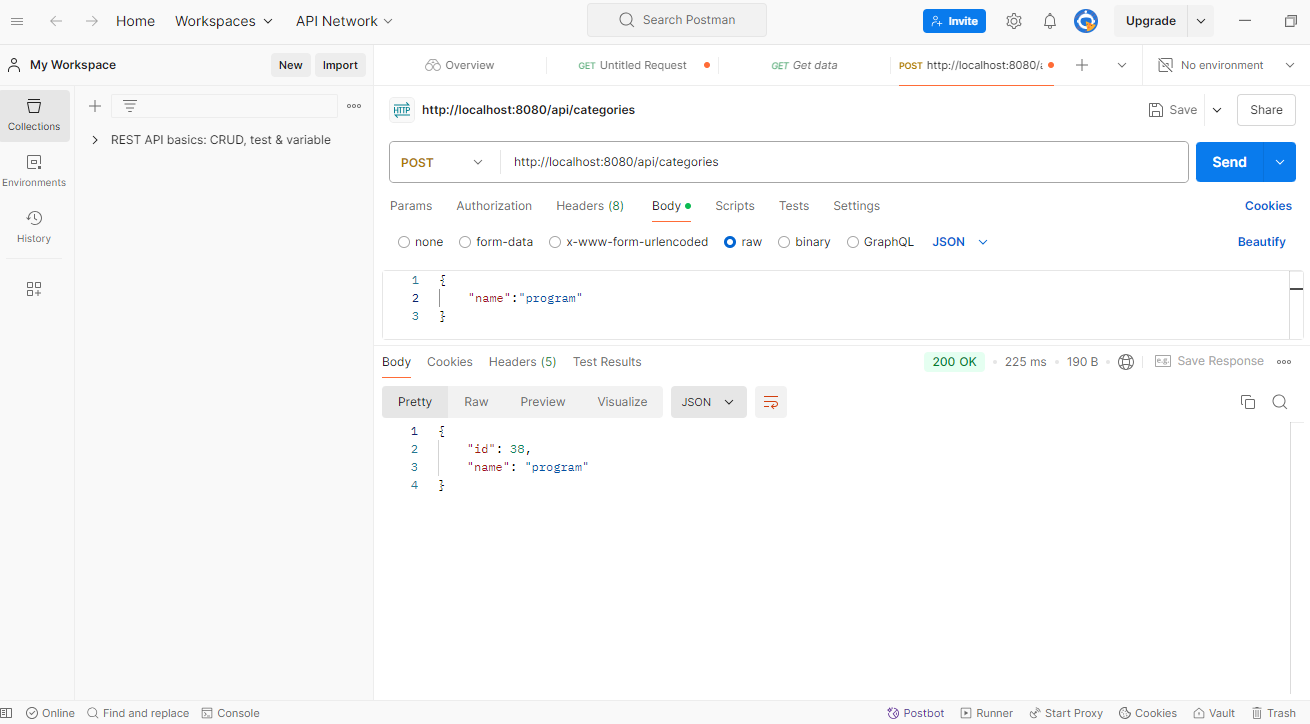 Home Workspaces API Network Search Postman Invite Upgrade
My Workspace New Import Overview GET Untitled Request GET Get data POST http://localhost:8080/a No environment
Collections
REST API basics: CRUD, test & variable
Environments
History
HTTP http://localhost:8080/api/categories Save Share
POST http://localhost:8080/api/categories Send
Params Authorization Headers (8) Body Scripts Tests Settings Cookies
none form-data x-www-form-urlencoded raw binary GraphQL JSON Beautify
1 {
2 "name":"program"
3 }
Body Cookies Headers (5) Test Results 200 OK 225 ms 190 B e.g. Save Response
Pretty Raw Preview Visualize JSON
1 {
2 "id": 38,
3 "name": "program"
4 }
Online Find and replace Console Postbot Runner Start Proxy Cookies Vault Trash